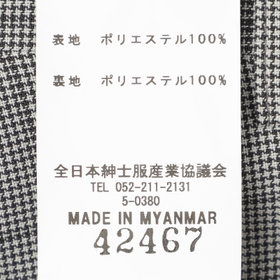 表地 ポリエステル100%
裏地 ポリエステル100%
全日本紳士服産業協議会
TEL 052-211-2131
5-0380
MADE IN MYANMAR
42467